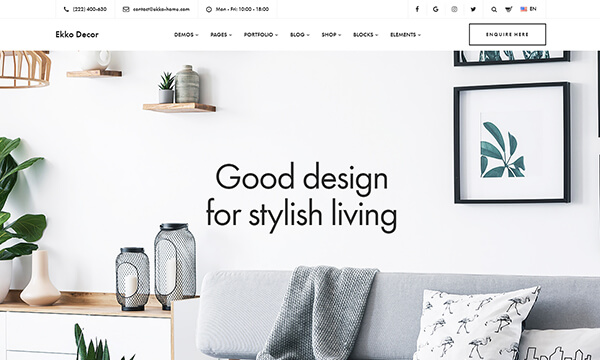 (222) 400-630
contact@ekko-home.com
Mon - Fri: 10:00 - 18:00
EN
Ekko Decor
DEMOS
PAGES
PORTFOLIO
BLOG
SHOP
BLOCKS
ELEMENTS
ENQUIRE HERE
Good design
for stylish living